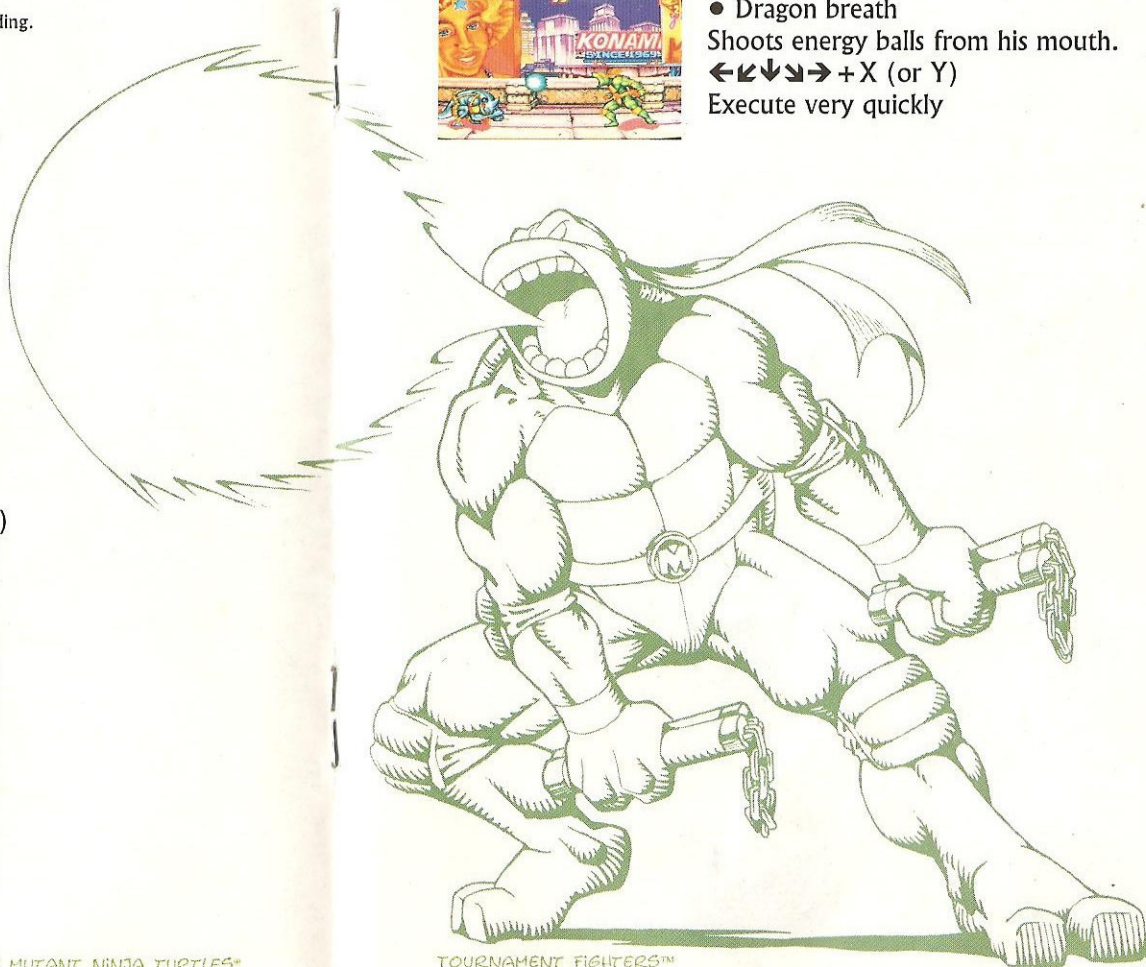 ding.
)
MUTANT NINJA TURTLES®
KONAMI
SINCE 1969
• Dragon breath
Shoots energy balls from his mouth.
←↙↓↘→ + X (or Y)
Execute very quickly
M
TOURNAMENT FIGHTERS™